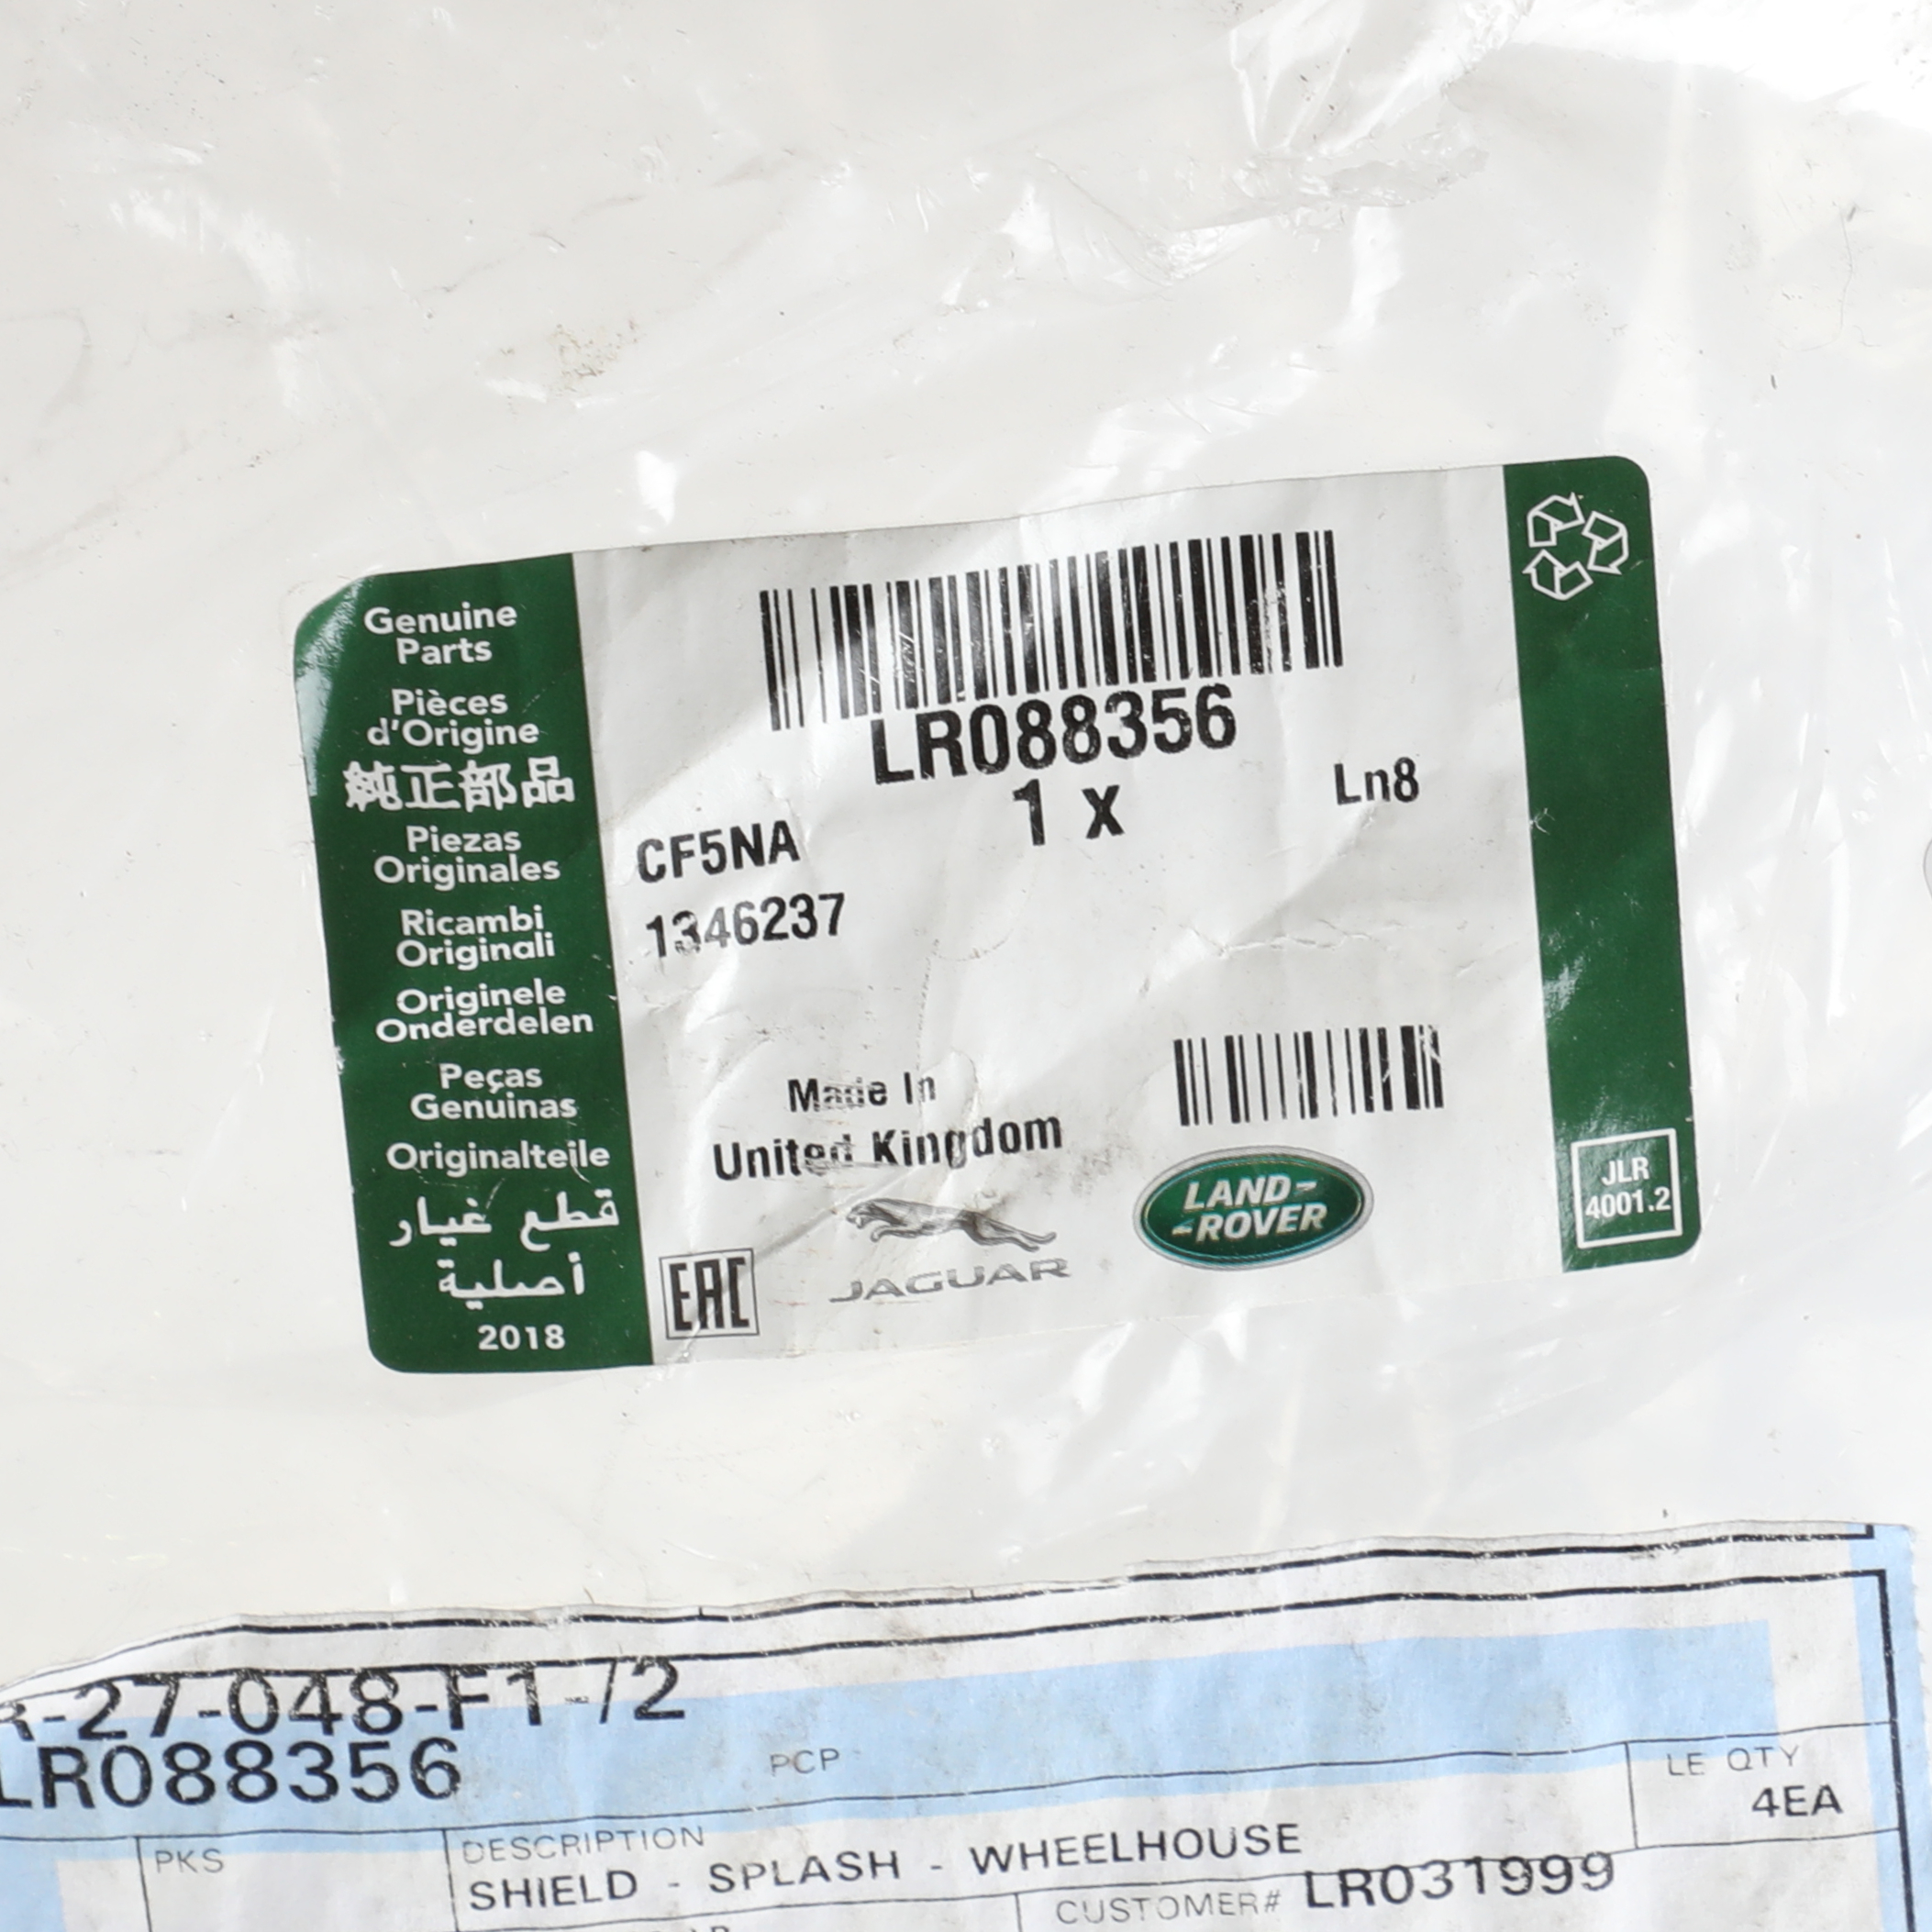 Genuine
Parts
Pièces
d'Origine
純正部品
Piezas
Originales
Ricambi
Originali
Originele
Onderdelen
Peças
Genuinas
Originalteile
قطع غيار
أصلية
2018
LR088356
1 x
Ln8
CF5NA
1346237
Made In
United Kingdom
EAC
JAGUAR
LAND-
-ROVER
JLR
4001.2
R-27-048-F1-/2
LR088356
PCP
LE QTY
4EA
PKS
DESCRIPTION
SHIELD - SPLASH - WHEELHOUSE
CUSTOMER# LR031999